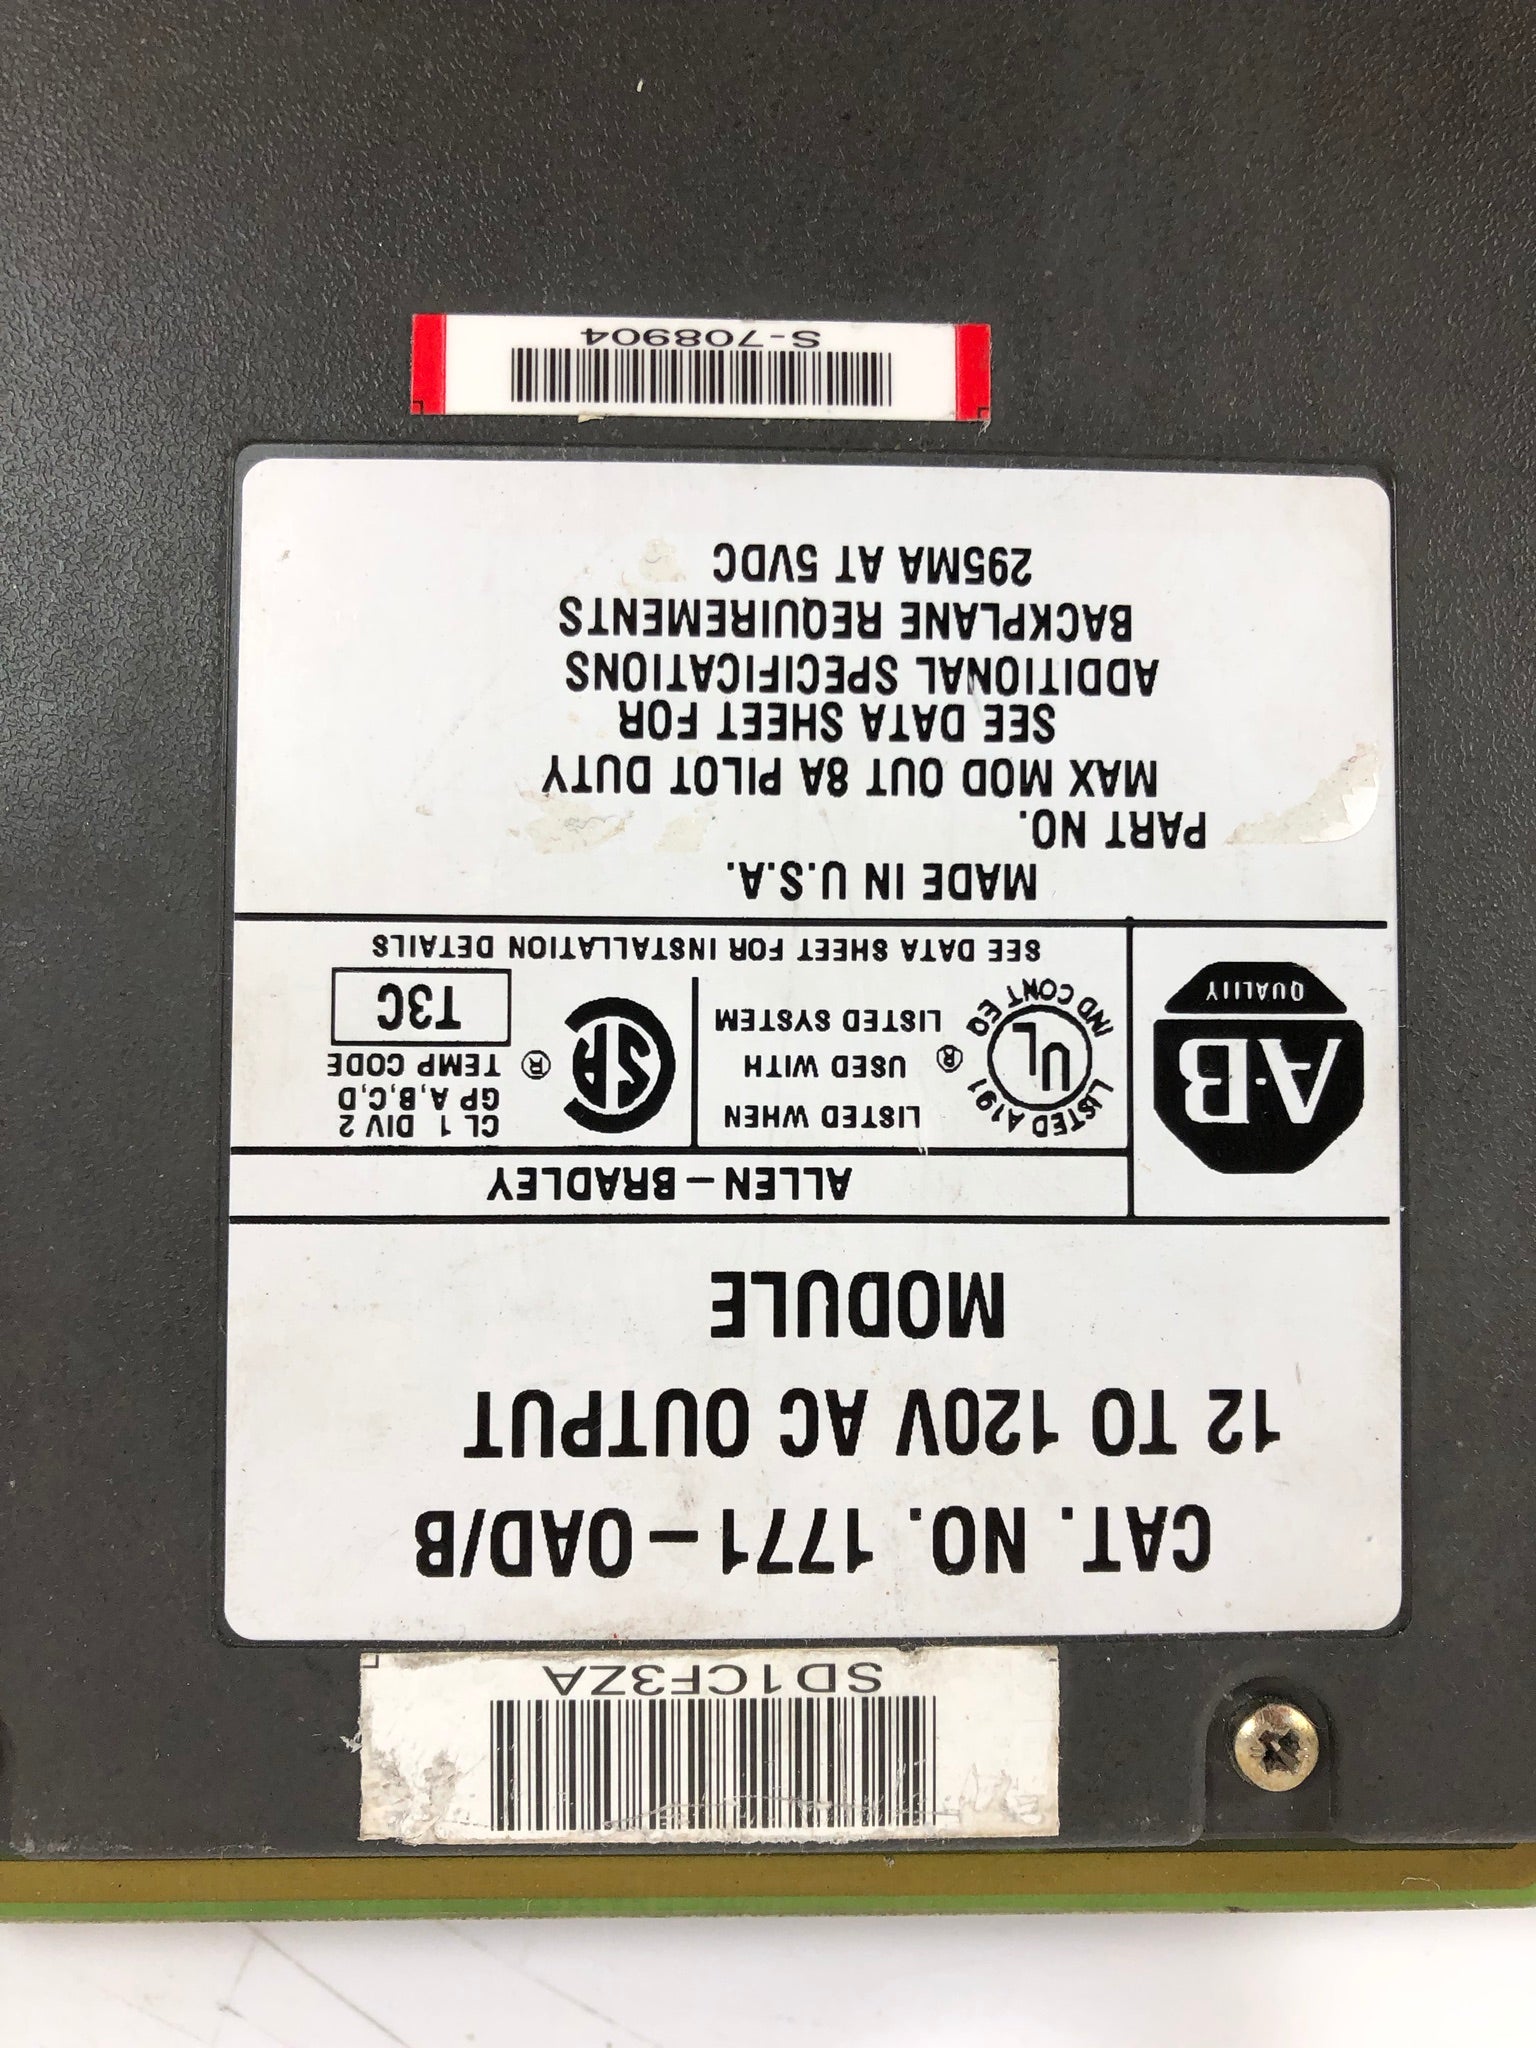 SD1CF3ZA
CAT. NO. 1771-OAD/B
12 TO 120V AC OUTPUT
MODULE
ALLEN-BRADLEY
A·B
QUALITY
LISTED A191
UL
®
IND CONT EQ
LISTED WHEN
USED WITH
LISTED SYSTEM
SA
®
CL 1 DIV 2
GP A,B,C,D
TEMP CODE
T3C
SEE DATA SHEET FOR INSTALLATION DETAILS
MADE IN U.S.A.
PART NO.
MAX MOD OUT 8A PILOT DUTY
SEE DATA SHEET FOR
ADDITIONAL SPECIFICATIONS
BACKPLANE REQUIREMENTS
295MA AT 5VDC
S-708904